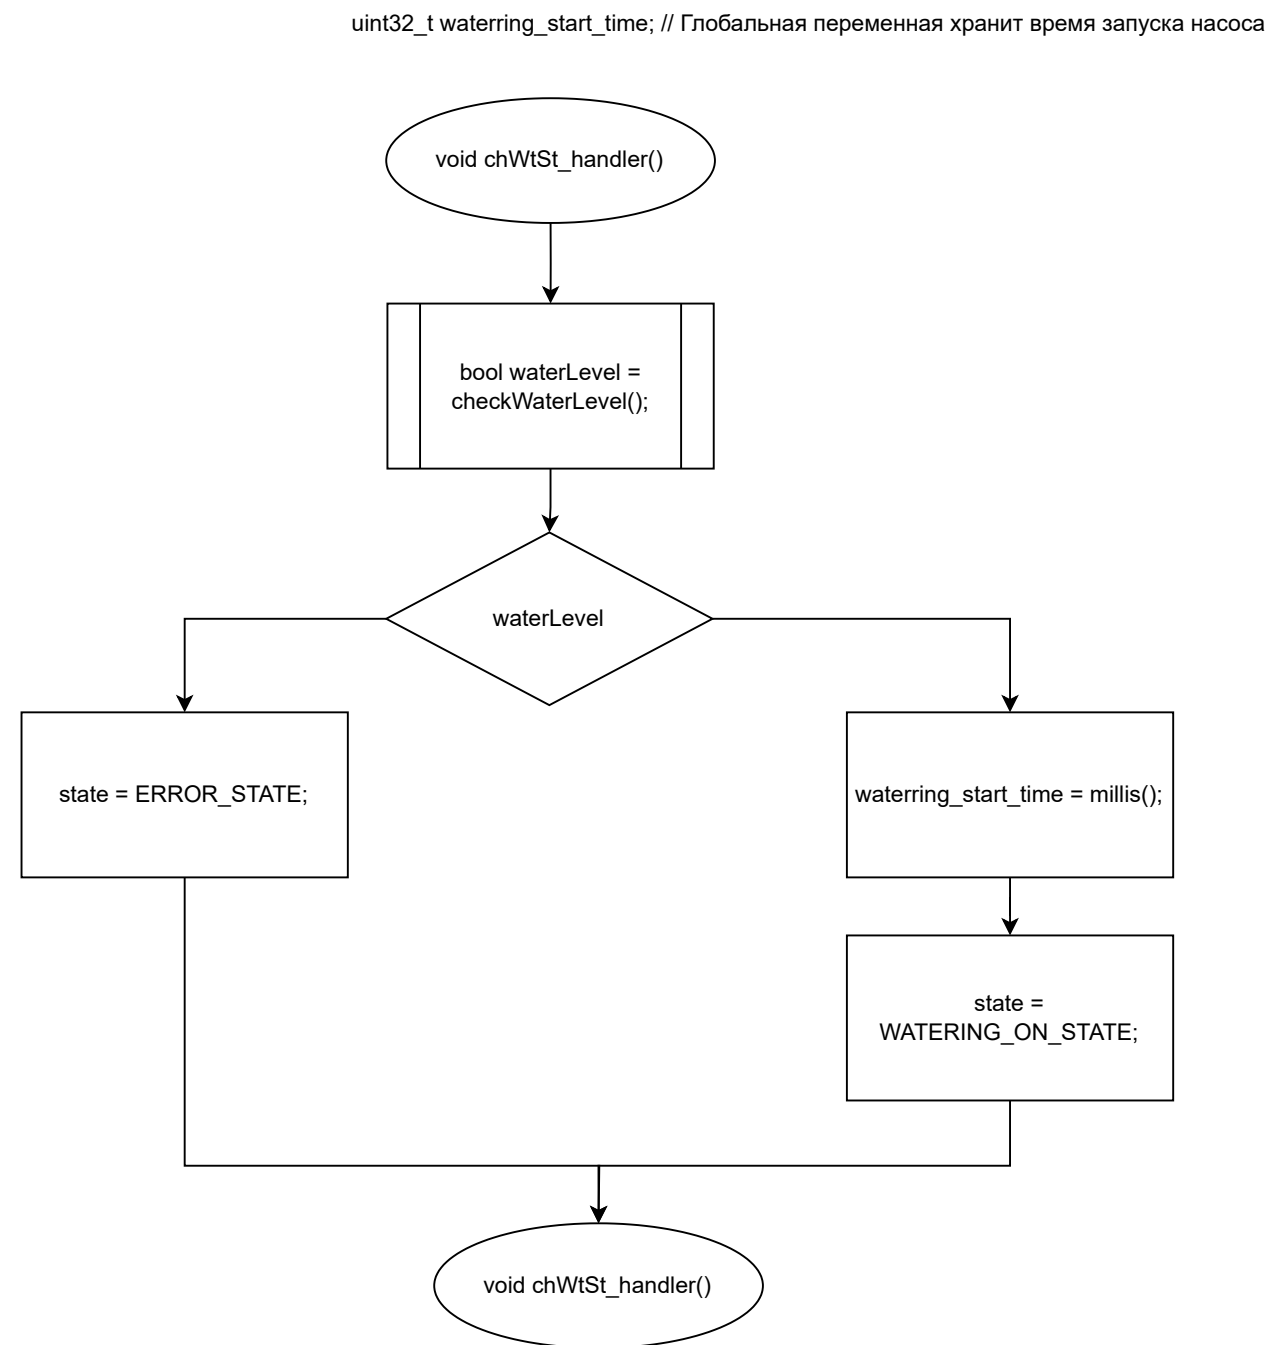 uint32_t waterring_start_time; // Глобальная переменная хранит время запуска насоса
void chWtSt_handler()
bool waterLevel =
checkWaterLevel();
waterLevel
state = ERROR_STATE;
waterring_start_time = millis();
state =
WATERING_ON_STATE;
void chWtSt_handler()